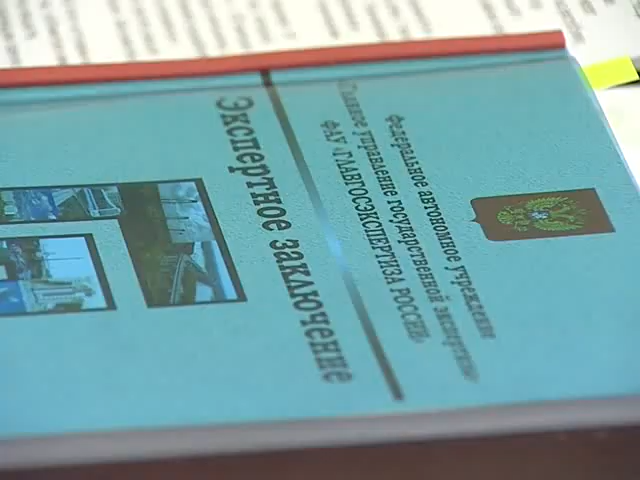 Федеральное автономное учреждение
«Главное управление государственной экспертизы»
ФАУ «ГЛАВГОСЭКСПЕРТИЗА РОССИИ»
Экспертное заключение